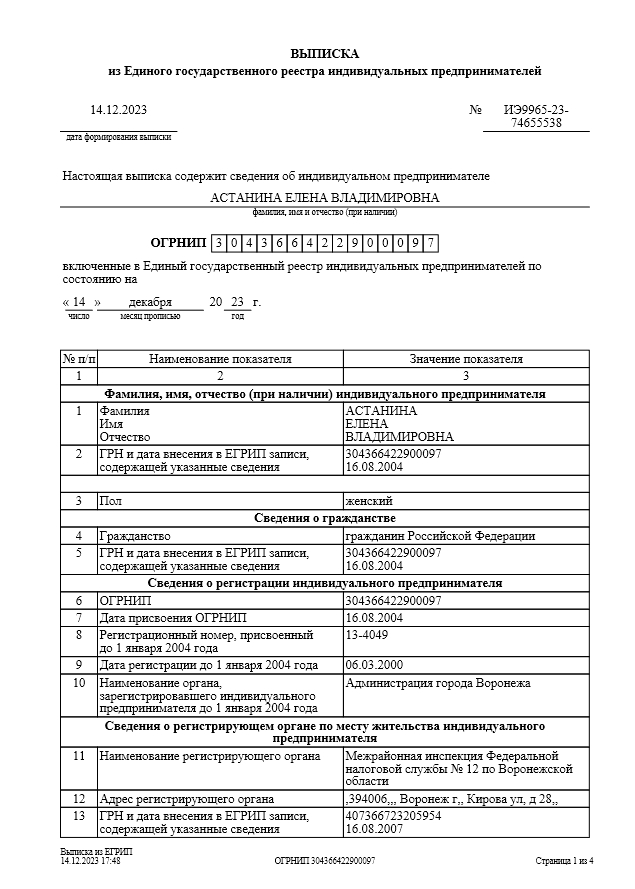 ВЫПИСКА
из Единого государственного реестра индивидуальных предпринимателей
14.12.2023 № ИЭ9965-23-
74655538
дата формирования выписки
Настоящая выписка содержит сведения об индивидуальном предпринимателе
АСТАНИНА ЕЛЕНА ВЛАДИМИРОВНА
фамилия, имя и отчество (при наличии)
ОГРНИП 3 0 4 3 6 6 4 2 2 9 0 0 0 9 7
включенные в Единый государственный реестр индивидуальных предпринимателей по
состоянию на
« 14 » декабря 20 23 г.
число месяц прописью год
№ п/п Наименование показателя Значение показателя
1 2 3
Фамилия, имя, отчество (при наличии) индивидуального предпринимателя
1 Фамилия АСТАНИНА
Имя ЕЛЕНА
Отчество ВЛАДИМИРОВНА
2 ГРН и дата внесения в ЕГРИП записи, 304366422900097
содержащей указанные сведения 16.08.2004
3 Пол женский
Сведения о гражданстве
4 Гражданство гражданин Российской Федерации
5 ГРН и дата внесения в ЕГРИП записи, 304366422900097
содержащей указанные сведения 16.08.2004
Сведения о регистрации индивидуального предпринимателя
6 ОГРНИП 304366422900097
7 Дата присвоения ОГРНИП 16.08.2004
8 Регистрационный номер, присвоенный 13-4049
до 1 января 2004 года
9 Дата регистрации до 1 января 2004 года 06.03.2000
10 Наименование органа, Администрация города Воронежа
зарегистрировавшего индивидуального
предпринимателя до 1 января 2004 года
Сведения о регистрирующем органе по месту жительства индивидуального
предпринимателя
11 Наименование регистрирующего органа Межрайонная инспекция Федеральной
налоговой службы № 12 по Воронежской
области
12 Адрес регистрирующего органа ,394006,,, Воронеж г,, Кирова ул, д 28,,
13 ГРН и дата внесения в ЕГРИП записи, 407366723205954
содержащей указанные сведения 16.08.2007
Выписка из ЕГРИП
14.12.2023 17:48 ОГРНИП 304366422900097 Страница 1 из 4